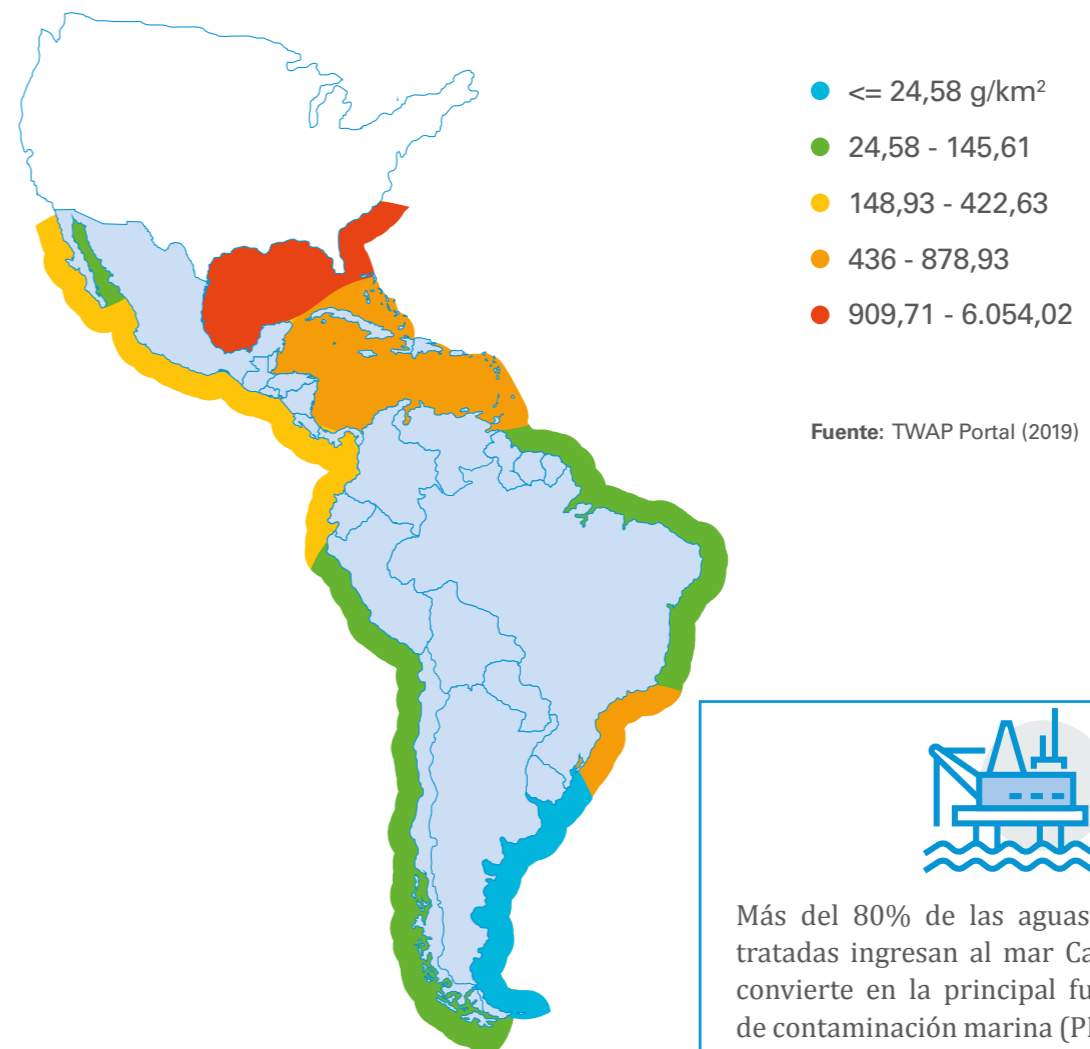 <= 24,58 g/km²
24,58 - 145,61
148,93 - 422,63
436 - 878,93
909,71 - 6.054,02
Fuente: TWAP Portal (2019)
Más del 80% de las aguas
tratadas ingresan al mar
convierte en la principal
de contaminación marina